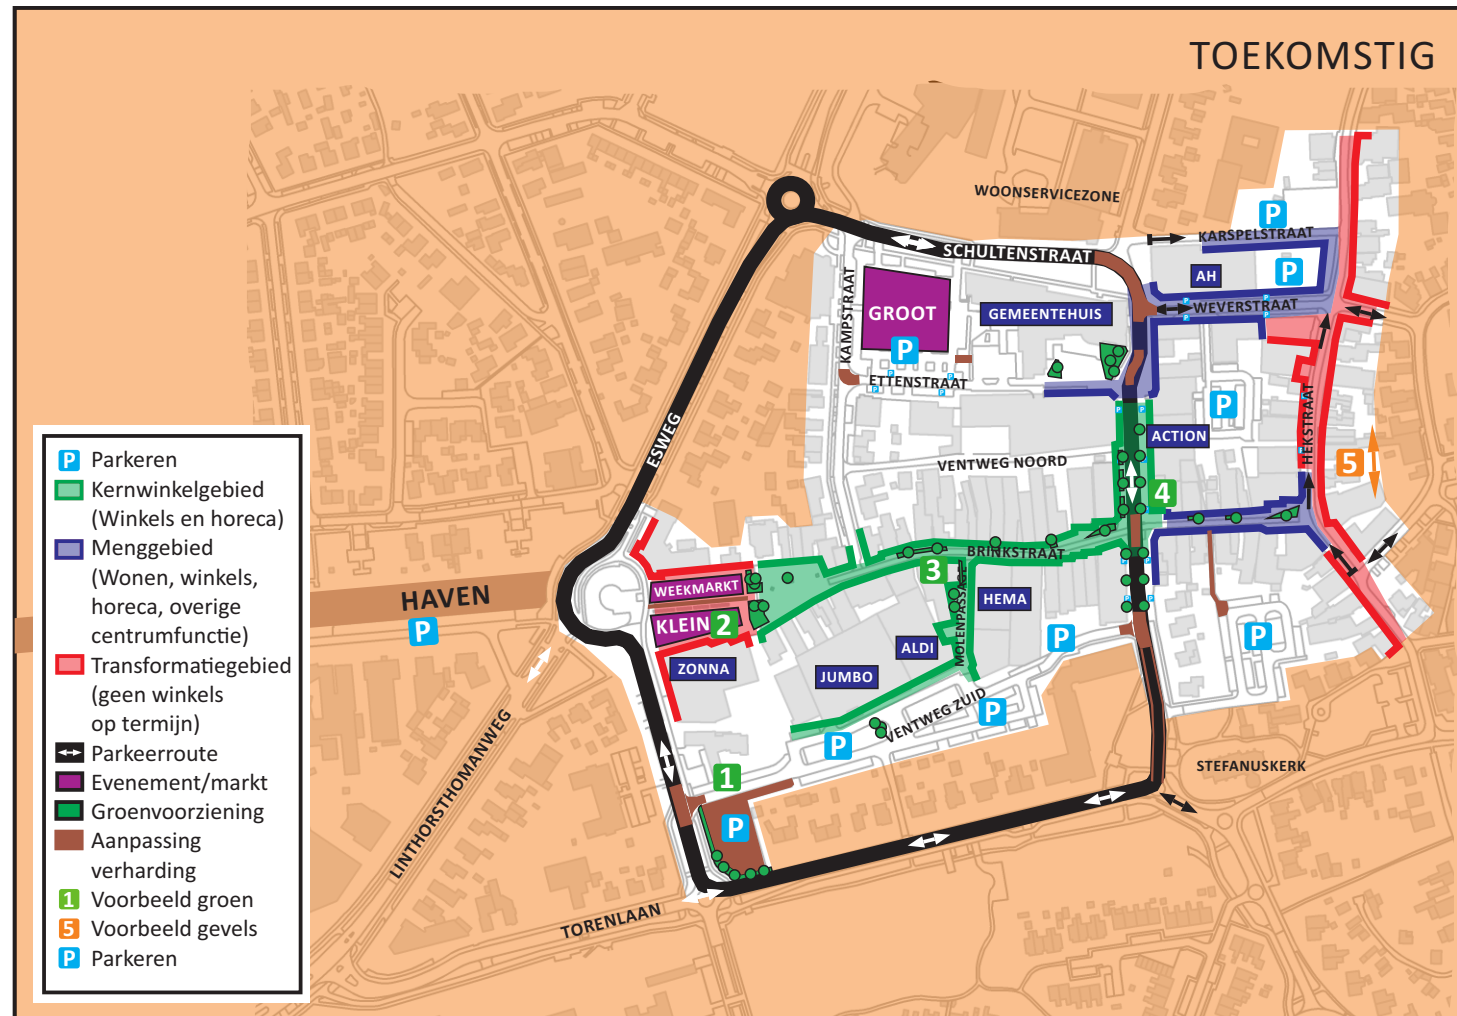 TOEKOMSTIG
WOONSERVICEZONE
P
KARSPELSTRAAT
SCHULTENSTRAAT
AH
P
KAMPSTRAAT
GROOT
GEMEENTEHUIS
WEVERSTRAAT
P
ETTENSTRAAT
P
HEKSTRAAT
ESWEG
ACTION
VENTWEG NOORD
5
4
BRINKSTRAAT
3
WEEKMARKT
HAVEN
P
KLEIN
2
MOLENPASSAGE
HEMA
ALDI
P
P
ZONNA
JUMBO
VENTWEG ZUID
P
P
LINTHORSTHOMANWEG
1
P
STEFANUSKERK
TORENLAAN
P Parkeren
Kernwinkelgebied
(Winkels en horeca)
Menggebied
(Wonen, winkels,
horeca, overige
centrumfunctie)
Transformatiegebied
(geen winkels
op termijn)
Parkeerroute
Evenement/markt
Groenvoorziening
Aanpassing
verharding
1 Voorbeeld groen
5 Voorbeeld gevels
P Parkeren